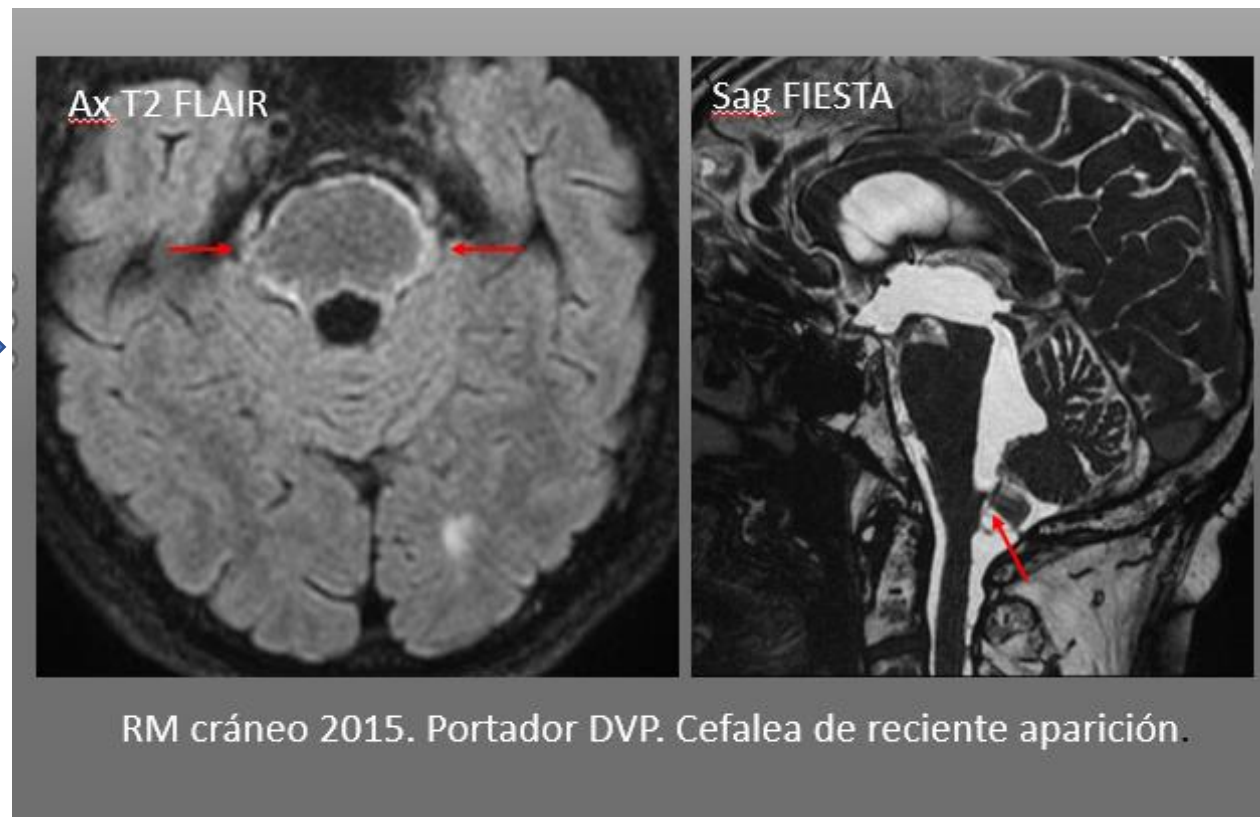 Ax T2 FLAIR
Sag FIESTA
RM cráneo 2015. Portador DVP. Cefalea de reciente aparición.